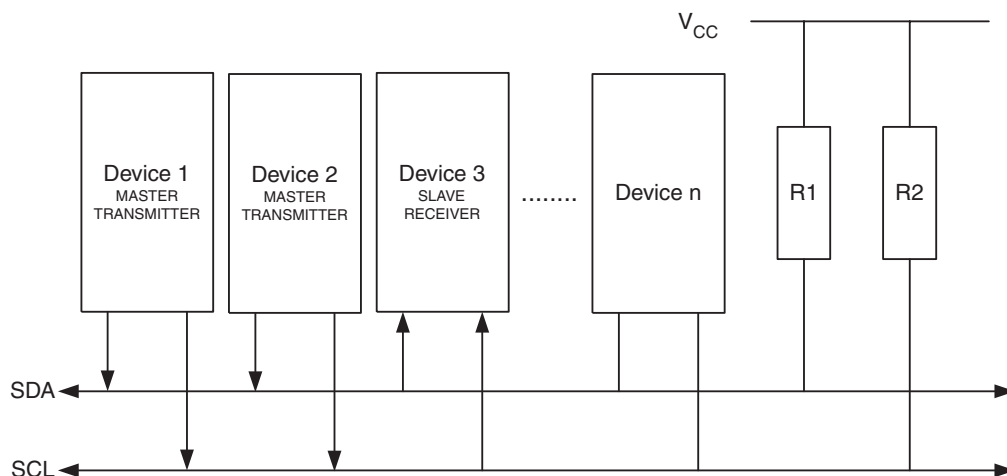 VCC
Device 1
MASTER
TRANSMITTER
Device 2
MASTER
TRANSMITTER
Device 3
SLAVE
RECEIVER
........
Device n
R1
R2
SDA
SCL